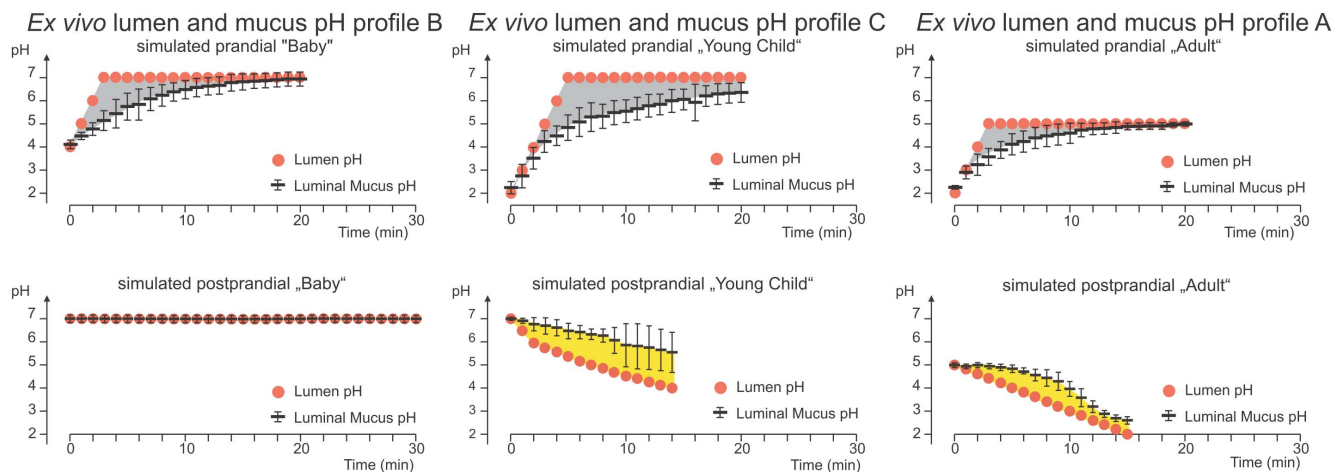 Ex vivo lumen and mucus pH profile B
simulated prandial "Baby"
pH
7
6
5
4
3
2
Lumen pH
Luminal Mucus pH
0
10
20
30
Time (min)
Ex vivo lumen and mucus pH profile C
simulated prandial „Young Child“
pH
7
6
5
4
3
2
Lumen pH
Luminal Mucus pH
0
10
20
30
Time (min)
Ex vivo lumen and mucus pH profile A
simulated prandial „Adult“
pH
7
6
5
4
3
2
Lumen pH
Luminal Mucus pH
0
10
20
30
Time (min)
simulated postprandial „Baby“
pH
7
6
5
4
3
2
Lumen pH
Luminal Mucus pH
0
10
20
30
Time (min)
simulated postprandial „Young Child“
pH
7
6
5
4
3
2
Lumen pH
Luminal Mucus pH
0
10
20
30
Time (min)
simulated postprandial „Adult“
pH
7
6
5
4
3
2
Lumen pH
Luminal Mucus pH
0
10
20
30
Time (min)